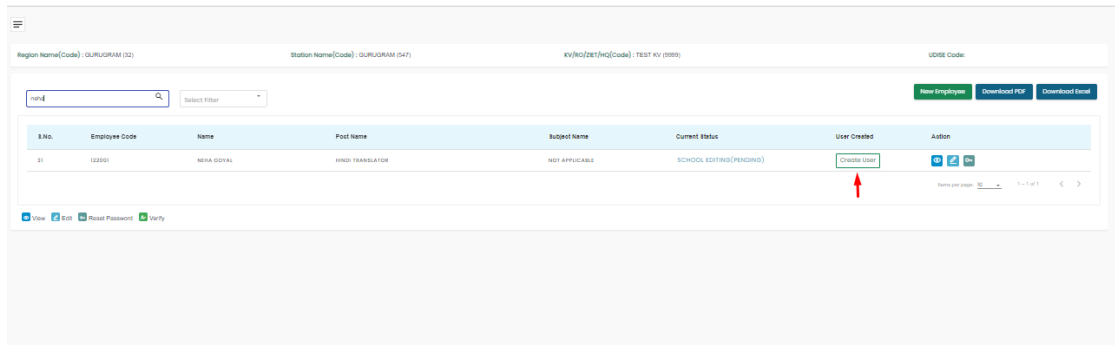 Region Name(Code) : GURUGRAM (32) Station Name(Code) : GURUGRAM (547) KV/RO/ZIET/HQ(Code) : TEST KV (9999) UDISE Code:
neha Select Filter New Employee Download PDF Download Excel
S.No. Employee Code Name Post Name Subject Name Current Status User Created Action
31 122001 NEHA GOYAL HINDI TRANSLATOR NOT APPLICABLE SCHOOL EDITING(PENDING) Create User
Items per page: 10 1 – 1 of 1
View Edit Reset Password Verify